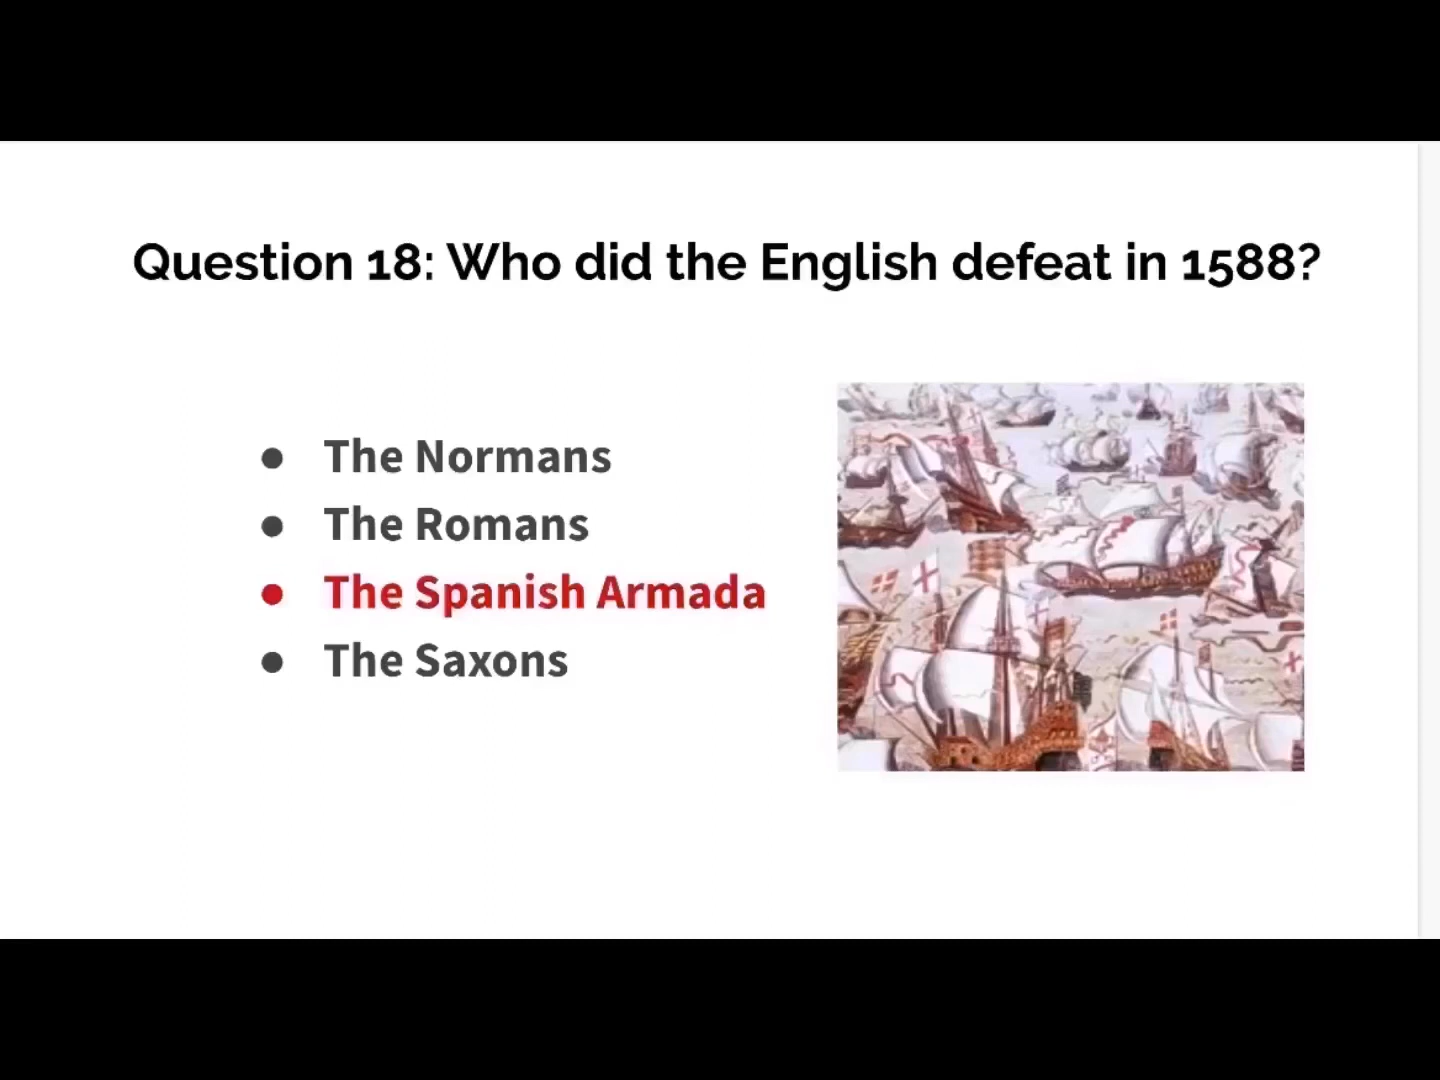 Question 18: Who did the English defeat in 1588?
● The Normans
● The Romans
● The Spanish Armada
● The Saxons